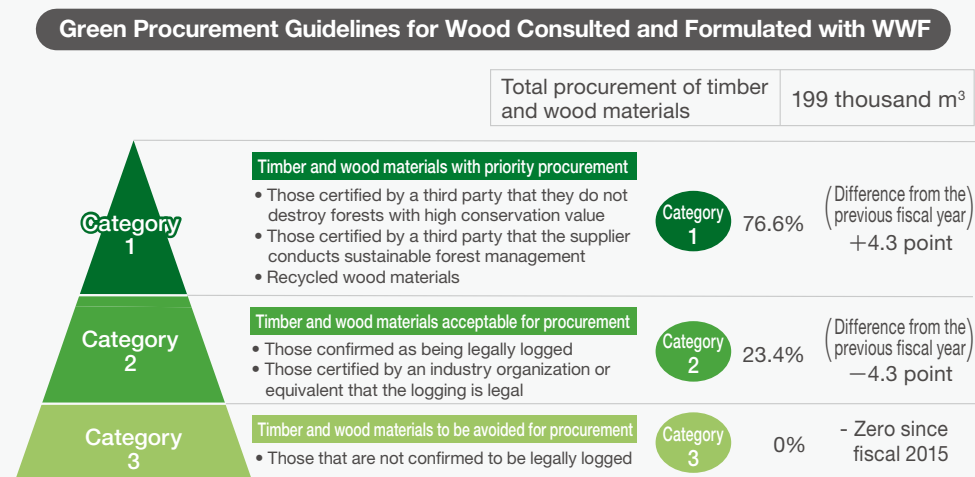 Green Procurement Guidelines for Wood Consulted and Formulated with WWF
Total procurement of timber
and wood materials
199 thousand m³
Category
1
Timber and wood materials with priority procurement
• Those certified by a third party that they do not
destroy forests with high conservation value
• Those certified by a third party that the supplier
conducts sustainable forest management
• Recycled wood materials
Category
1
76.6%
(Difference from the
previous fiscal year)
+4.3 point
Category
2
Timber and wood materials acceptable for procurement
• Those confirmed as being legally logged
• Those certified by an industry organization or
equivalent that the logging is legal
Category
2
23.4%
(Difference from the
previous fiscal year)
−4.3 point
Category
3
Timber and wood materials to be avoided for procurement
• Those that are not confirmed to be legally logged
Category
3
0%
- Zero since
fiscal 2015